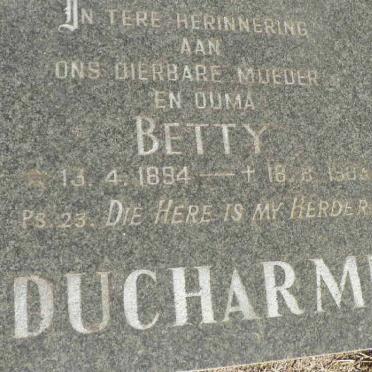 In tere herinnering
aan
ons dierbare moeder
en ouma
Betty
* 13. 4. 1894 — + 18. 8.
Ps. 23. Die Here is my Herder
DUCHARM